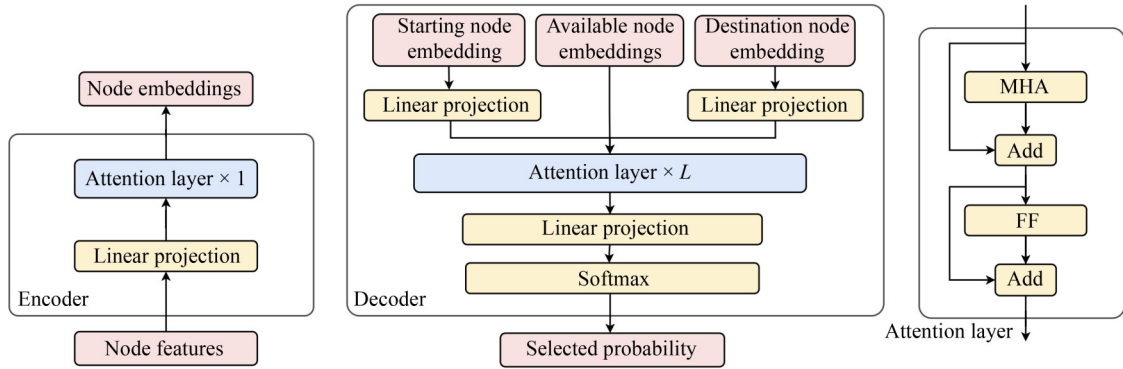 Node embeddings
Attention layer × 1
Linear projection
Encoder
Node features
Starting node
embedding
Available node
embeddings
Destination node
embedding
Linear projection
Linear projection
Attention layer × L
Linear projection
Softmax
Decoder
Selected probability
MHA
Add
FF
Add
Attention layer